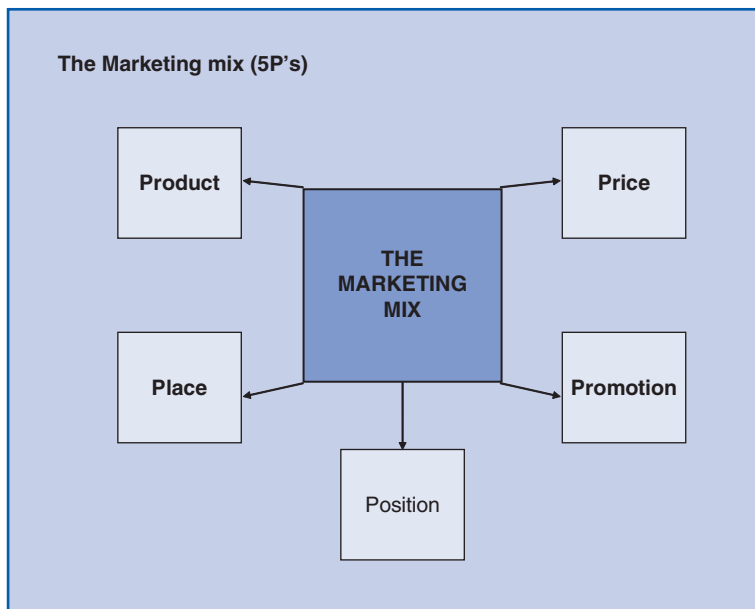 The Marketing mix (5P's)
Product
Price
THE
MARKETING
MIX
Place
Promotion
Position